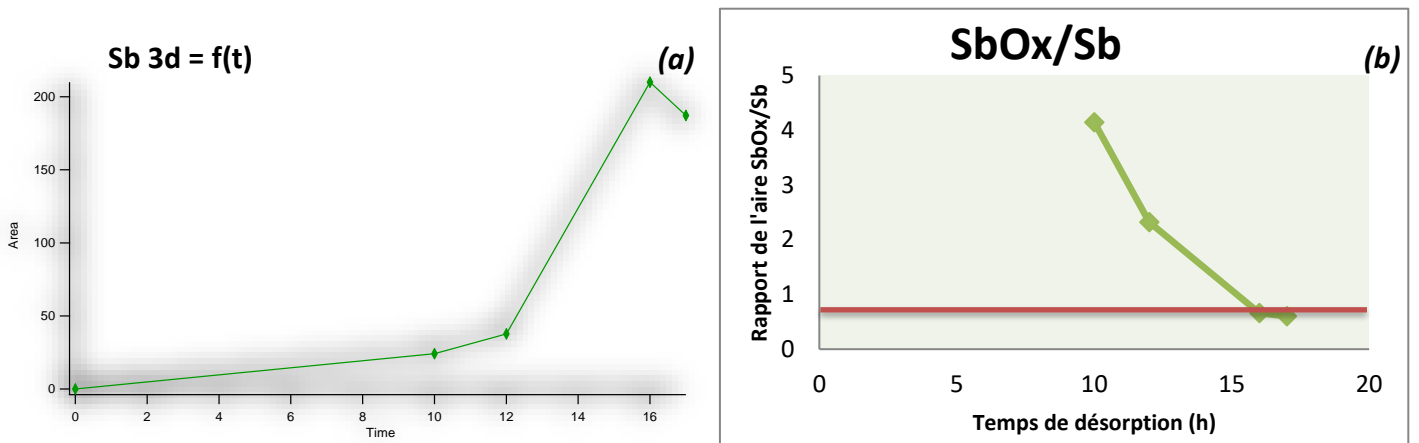 Sb 3d = f(t)
(a)
200
150
100
50
0
Area
0 2 4 6 8 10 12 14 16
Time
SbOx/Sb
(b)
5
4
3
2
1
0
Rapport de l'aire SbOx/Sb
0 5 10 15 20
Temps de désorption (h)